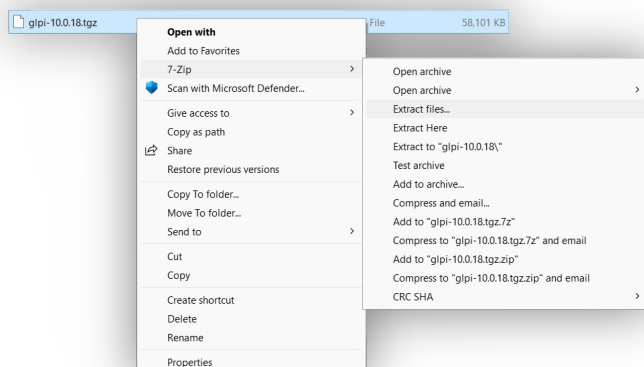 glpi-10.0.18.tgz File 58,101 KB
Open with
Add to Favorites
7-Zip
Scan with Microsoft Defender...
Give access to
Copy as path
Share
Restore previous versions
Copy To folder...
Move To folder...
Send to
Cut
Copy
Create shortcut
Delete
Rename
Properties
Open archive
Open archive
Extract files...
Extract Here
Extract to "glpi-10.0.18\"
Test archive
Add to archive...
Compress and email...
Add to "glpi-10.0.18.tgz.7z"
Compress to "glpi-10.0.18.tgz.7z" and email
Add to "glpi-10.0.18.tgz.zip"
Compress to "glpi-10.0.18.tgz.zip" and email
CRC SHA